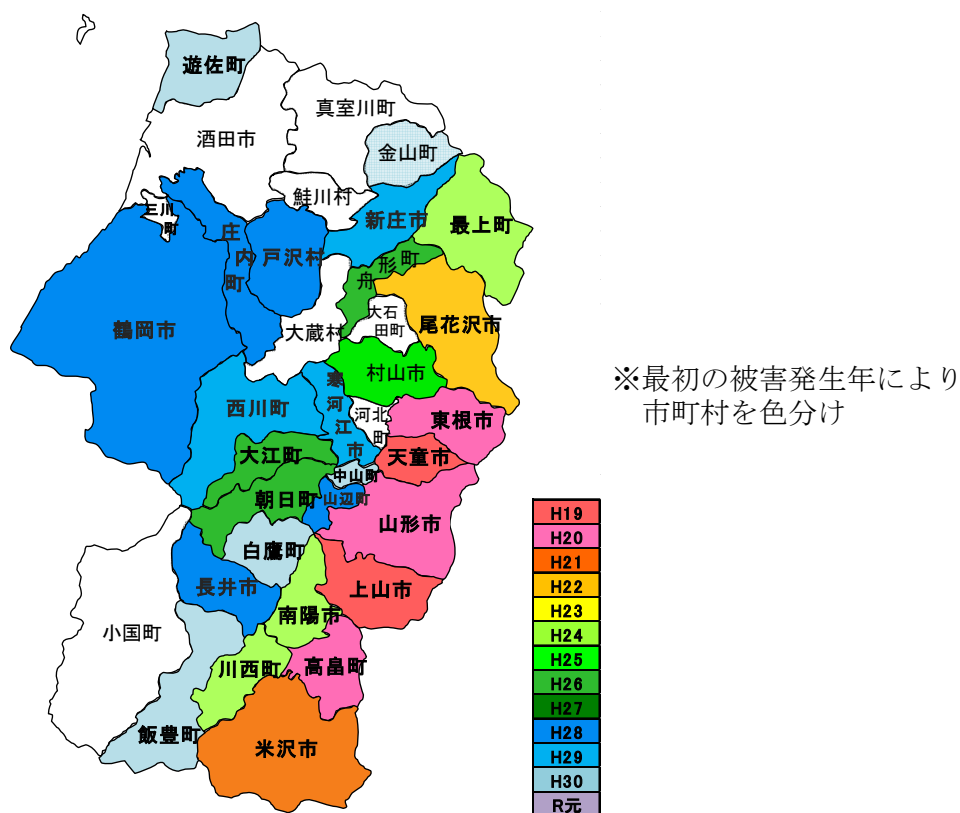 遊佐町
真室川町
酒田市
金山町
鮭川村
三川町
新庄市
最上町
庄内町
戸沢村
舟形町
大石田町
尾花沢市
鶴岡市
大蔵村
村山市
寒河江市
西川町
河北町
東根市
大江町
天童市
中山町
朝日町
山辺町
山形市
白鷹町
長井市
上山市
南陽市
小国町
川西町
高畠町
飯豊町
米沢市
※最初の被害発生年により
市町村を色分け
H19
H20
H21
H22
H23
H24
H25
H26
H27
H28
H29
H30
R元